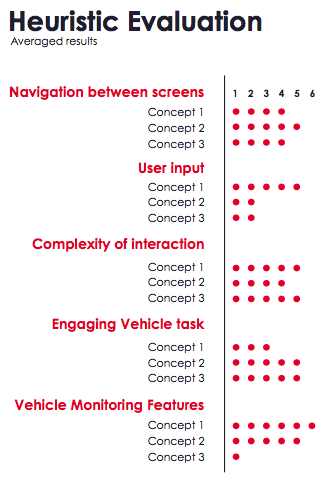 Heuristic Evaluation
Averaged results
Navigation between screens 1 2 3 4 5 6
Concept 1
Concept 2
Concept 3
User input
Concept 1
Concept 2
Concept 3
Complexity of interaction
Concept 1
Concept 2
Concept 3
Engaging Vehicle task
Concept 1
Concept 2
Concept 3
Vehicle Monitoring Features
Concept 1
Concept 2
Concept 3